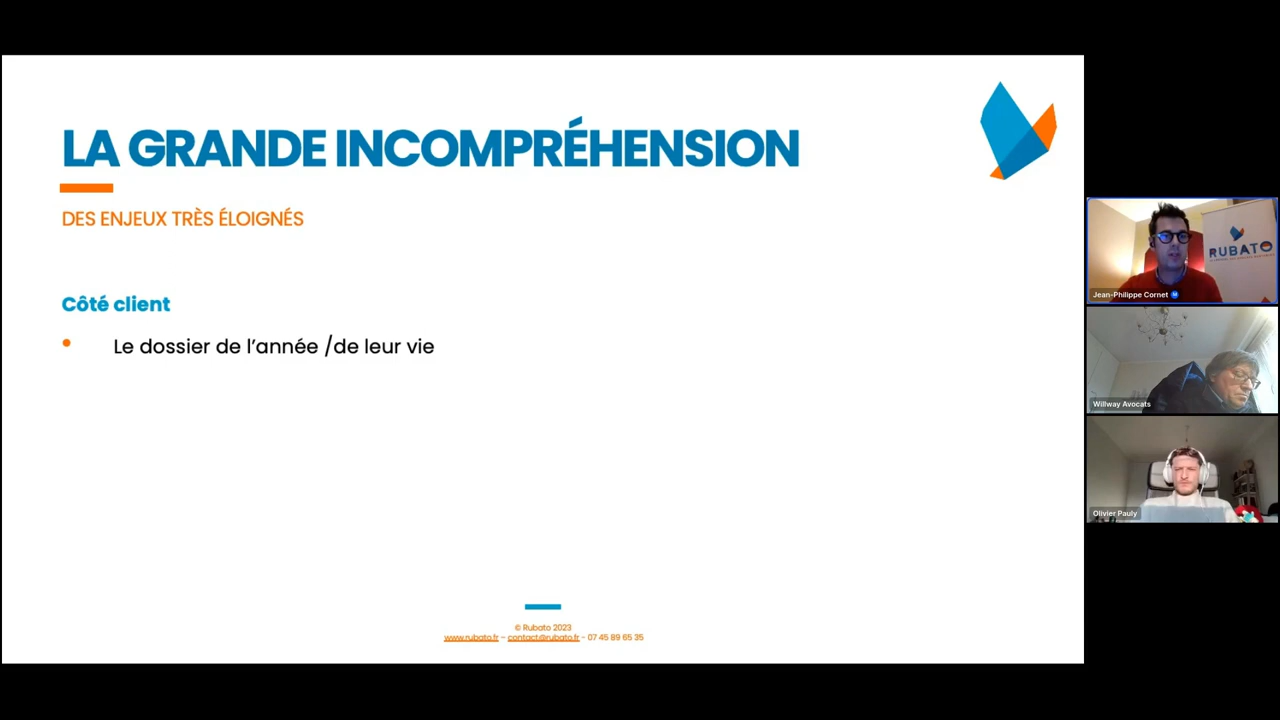 LA GRANDE INCOMPRÉHENSION
DES ENJEUX TRÈS ÉLOIGNÉS
Côté client
• Le dossier de l’année /de leur vie
© Rubato 2023
www.rubato.fr – contact@rubato.fr - 07 45 89 65 35
RUBATO
Jean-Philippe Cornet
Willway Avocats
Olivier Pauly